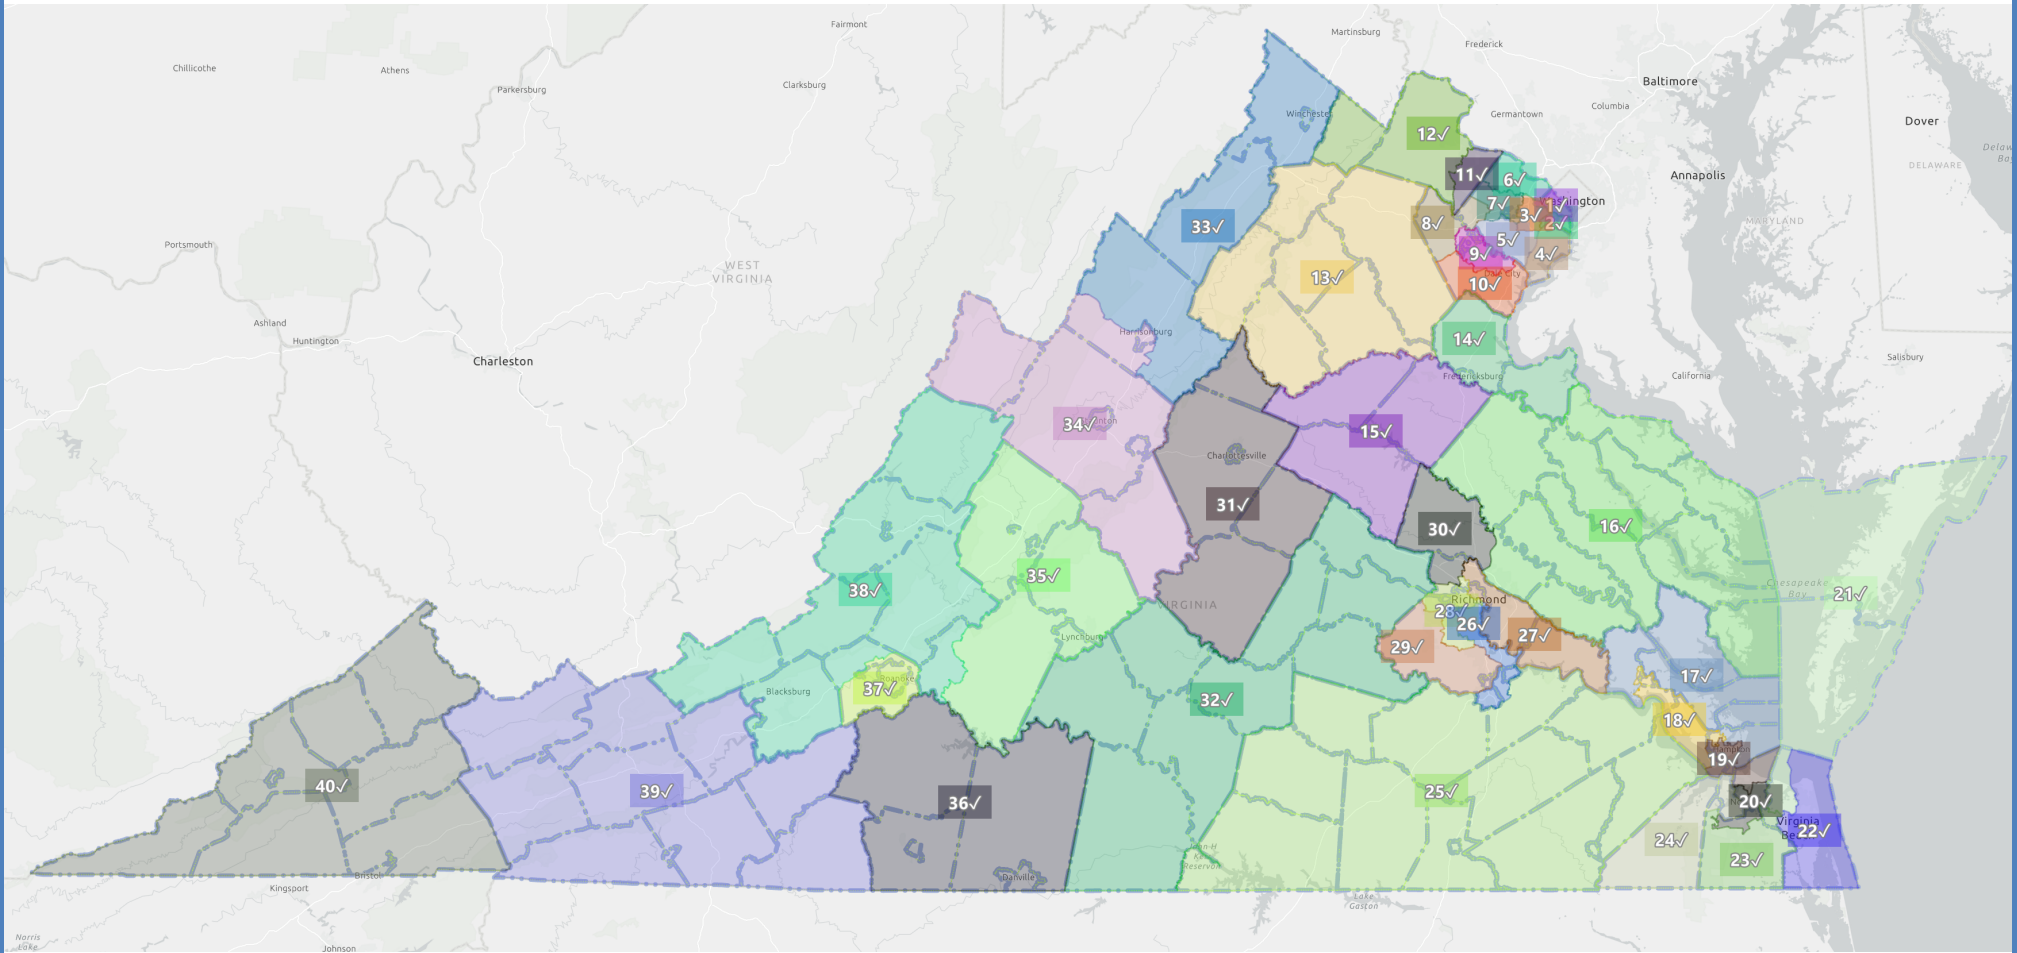 Fairmont
Martinsburg
Frederick
Chillicothe
Athens
Baltimore
Parkersburg
Clarksburg
Columbia
Winchester
Germantown
Dover
12✓
DELAWARE
11✓
6✓
Annapolis
7✓
1✓
3✓
2✓
MARYLAND
8✓
33✓
5✓
Portsmouth
9✓
4✓
WEST
VIRGINIA
13✓
10✓
Ashland
Harrisonburg
Huntington
14✓
Charleston
Salisbury
Fredericksburg
California
34✓
15✓
Charlottesville
31✓
30✓
16✓
35✓
Chesapeake
Bay
38✓
21✓
Richmond
28✓
26✓
27✓
Lynchburg
29✓
17✓
Blacksburg
37✓
Roanoke
32✓
18✓
19✓
40✓
39✓
36✓
25✓
20✓
Virginia
22✓
24✓
23✓
Reservoir
Bristol
Danville
Kingsport
Lake
Gaston
Norris
Lake
Johnson